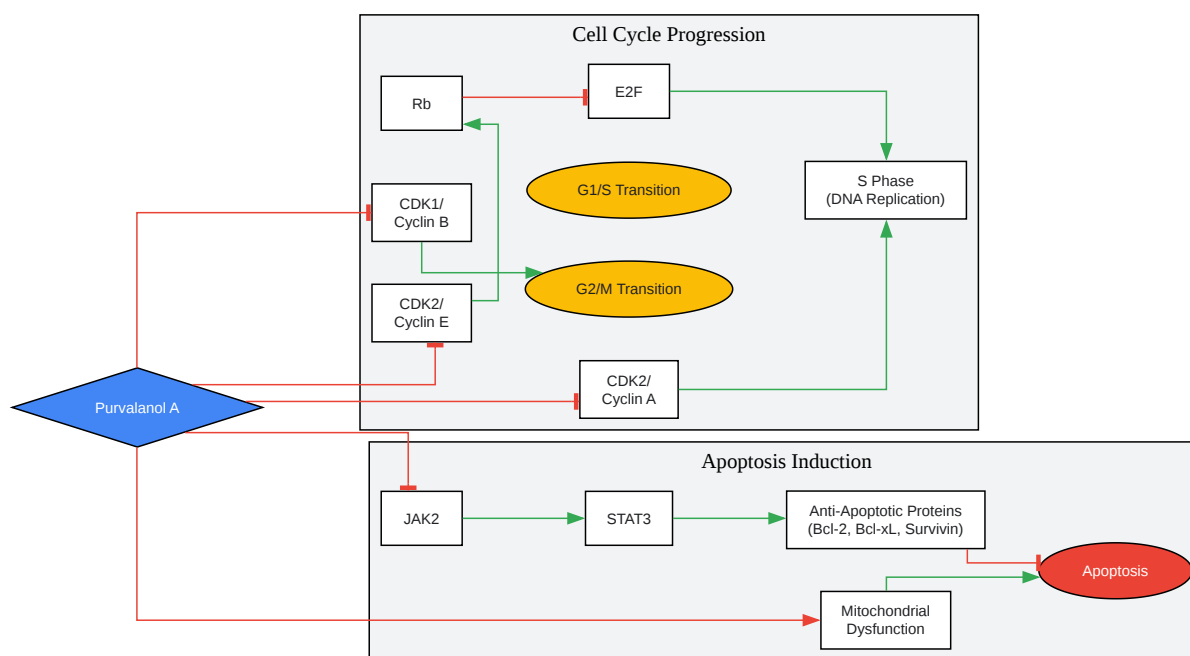 Cell Cycle Progression
Rb
E2F
G1/S Transition
S Phase
(DNA Replication)
CDK1/
Cyclin B
G2/M Transition
CDK2/
Cyclin E
CDK2/
Cyclin A
Purvalanol A
Apoptosis Induction
JAK2
STAT3
Anti-Apoptotic Proteins
(Bcl-2, Bcl-xL, Survivin)
Apoptosis
Mitochondrial
Dysfunction